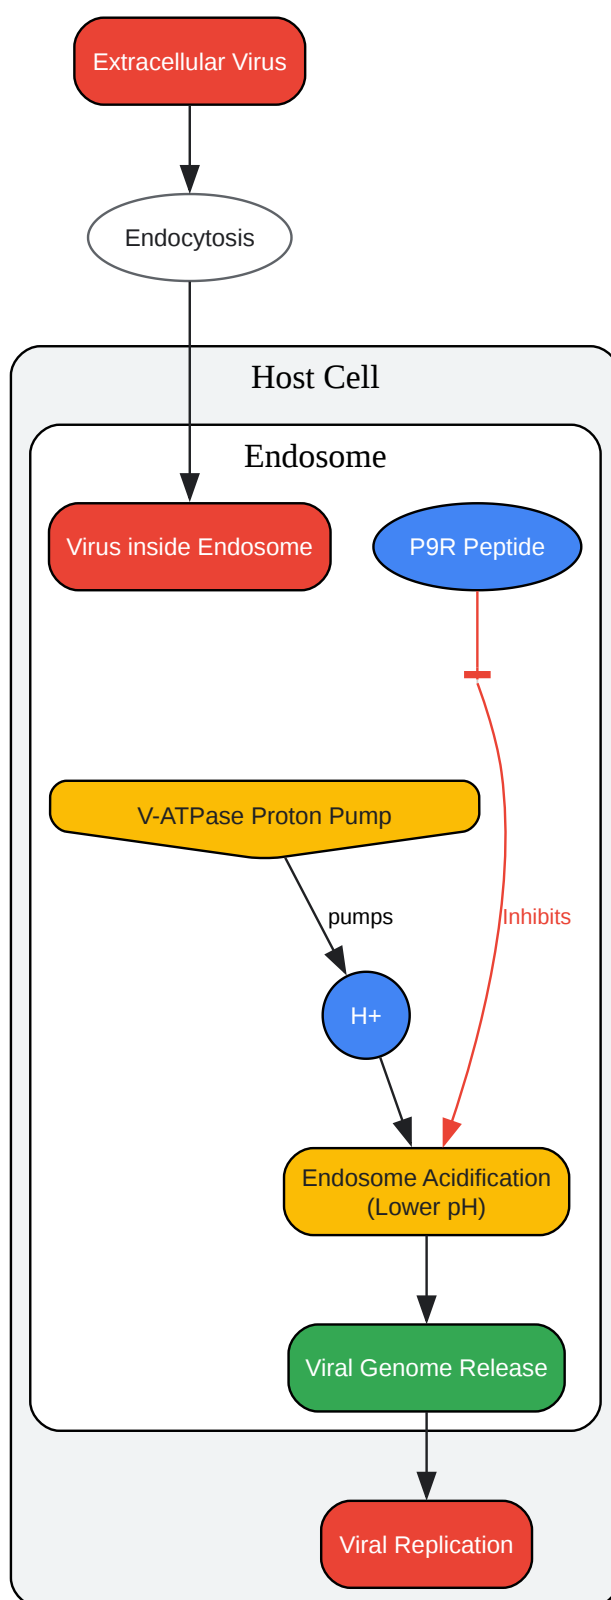 Extracellular Virus
Endocytosis
Host Cell
Endosome
Virus inside Endosome
P9R Peptide
V-ATPase Proton Pump
pumps
Inhibits
H+
Endosome Acidification
(Lower pH)
Viral Genome Release
Viral Replication